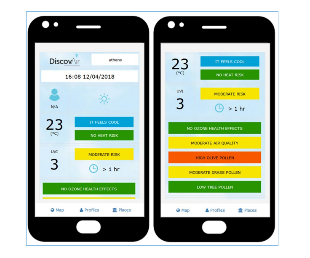 DiscovAir
athens
16:08 12/04/2018
N/A
23
(°C)
IT FEELS COOL
NO HEAT RISK
UVI
3
MODERATE RISK
> 1 hr
NO OZONE HEALTH EFFECTS
Map Profiles Places
23
(°C)
IT FEELS COOL
NO HEAT RISK
UVI
3
MODERATE RISK
> 1 hr
NO OZONE HEALTH EFFECTS
MODERATE AIR QUALITY
HIGH OLIVE POLLEN
MODERATE GRASS POLLEN
LOW TREE POLLEN
Map Profiles Places